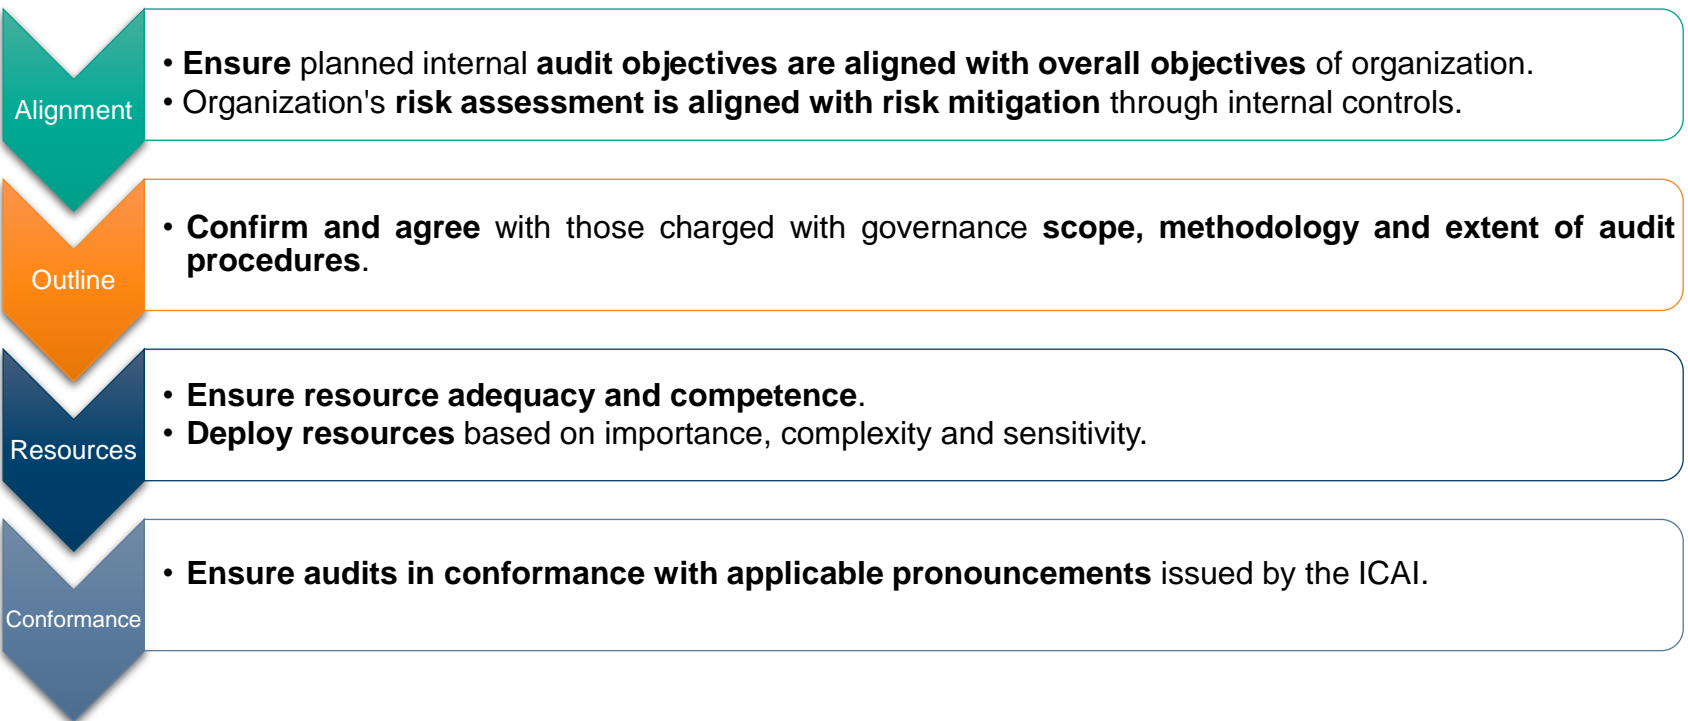 Alignment
• Ensure planned internal audit objectives are aligned with overall objectives of organization.
• Organization's risk assessment is aligned with risk mitigation through internal controls.
Outline
• Confirm and agree with those charged with governance scope, methodology and extent of audit
procedures.
Resources
• Ensure resource adequacy and competence.
• Deploy resources based on importance, complexity and sensitivity.
Conformance
• Ensure audits in conformance with applicable pronouncements issued by the ICAI.